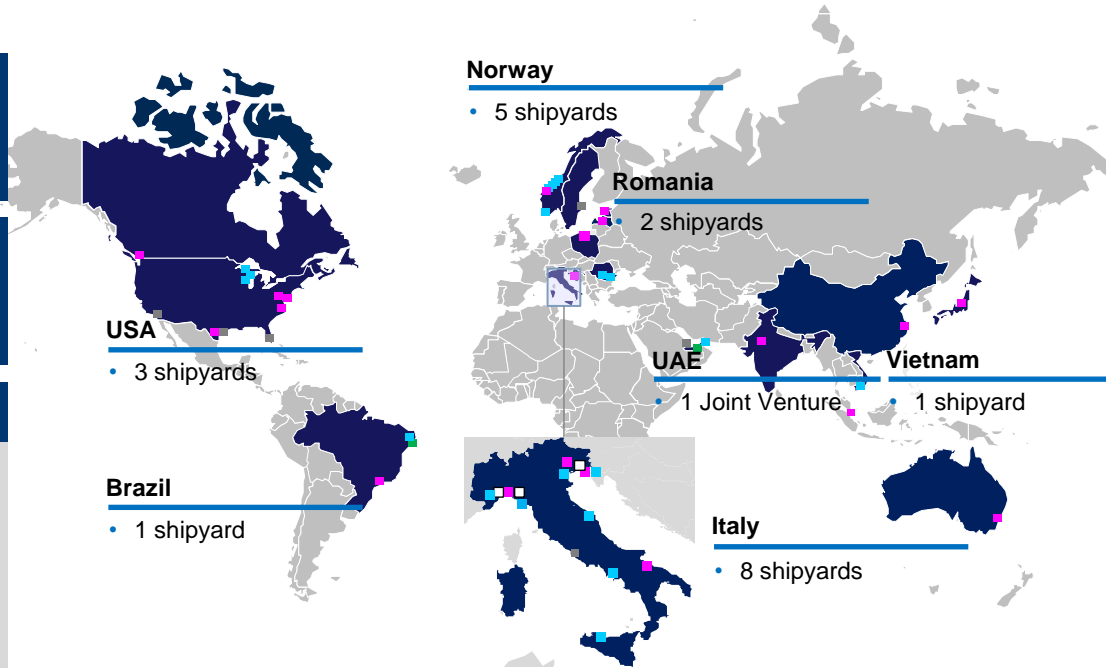 Norway
• 5 shipyards
Romania
• 2 shipyards
USA
• 3 shipyards
UAE
• 1 Joint Venture
Vietnam
• 1 shipyard
Brazil
• 1 shipyard
Italy
• 8 shipyards